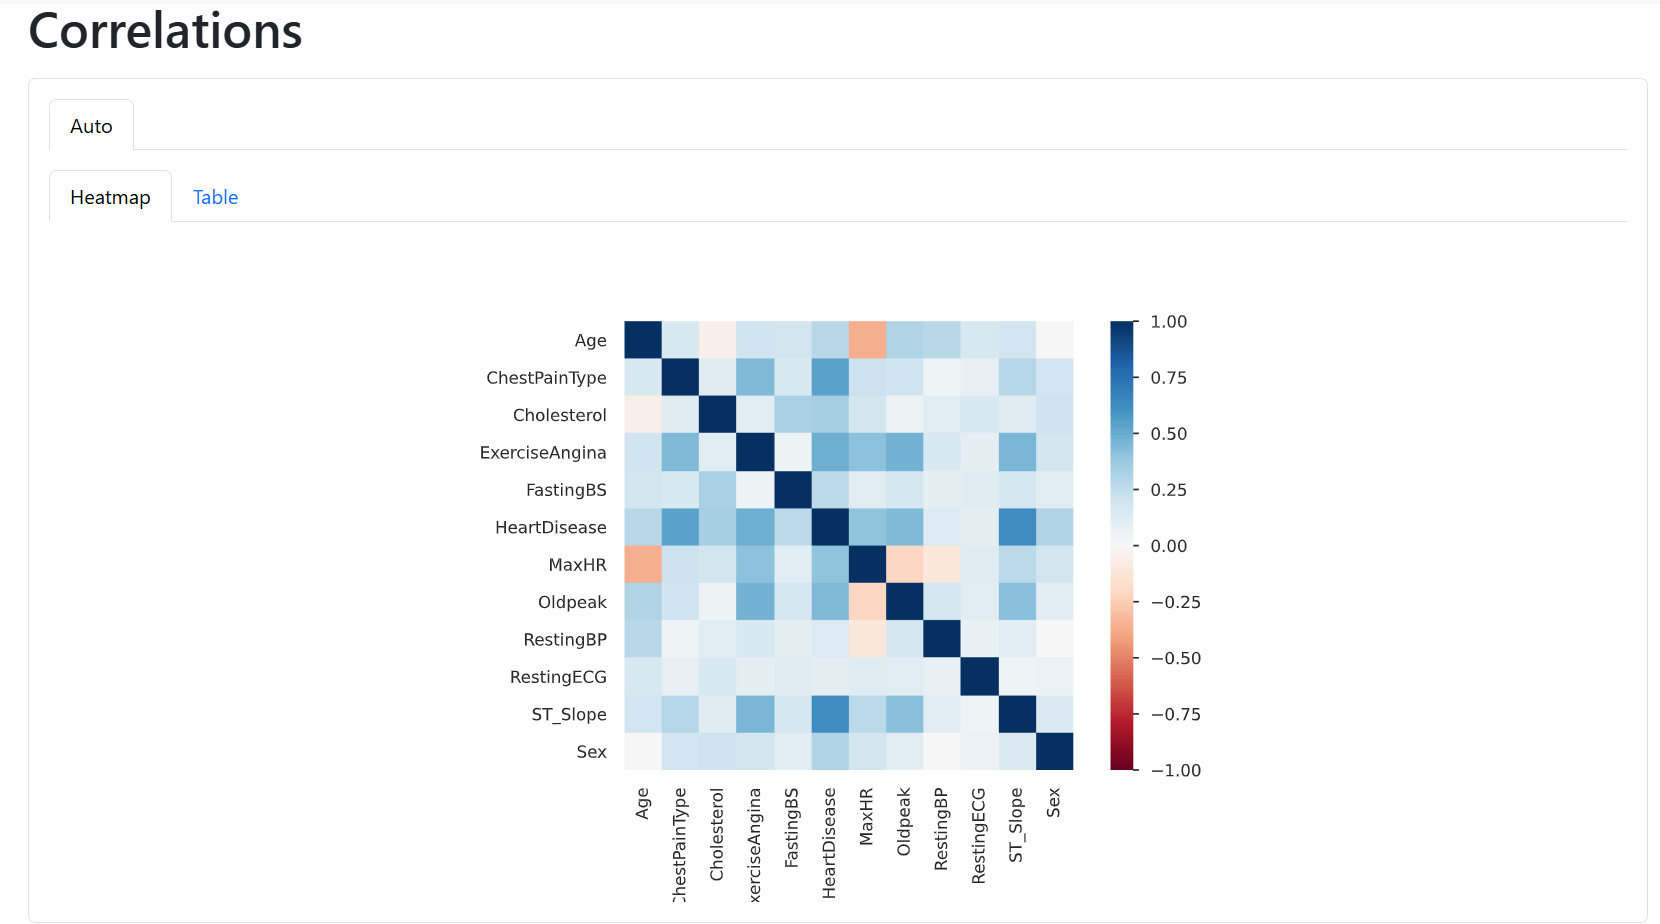 Correlations
Auto
Heatmap Table
Age
ChestPainType
Cholesterol
ExerciseAngina
FastingBS
HeartDisease
MaxHR
Oldpeak
RestingBP
RestingECG
ST_Slope
Sex
1.00
0.75
0.50
0.25
0.00
−0.25
−0.50
−0.75
−1.00
Age
ChestPainType
Cholesterol
xerciseAngina
FastingBS
HeartDisease
MaxHR
Oldpeak
RestingBP
RestingECG
ST_Slope
Sex